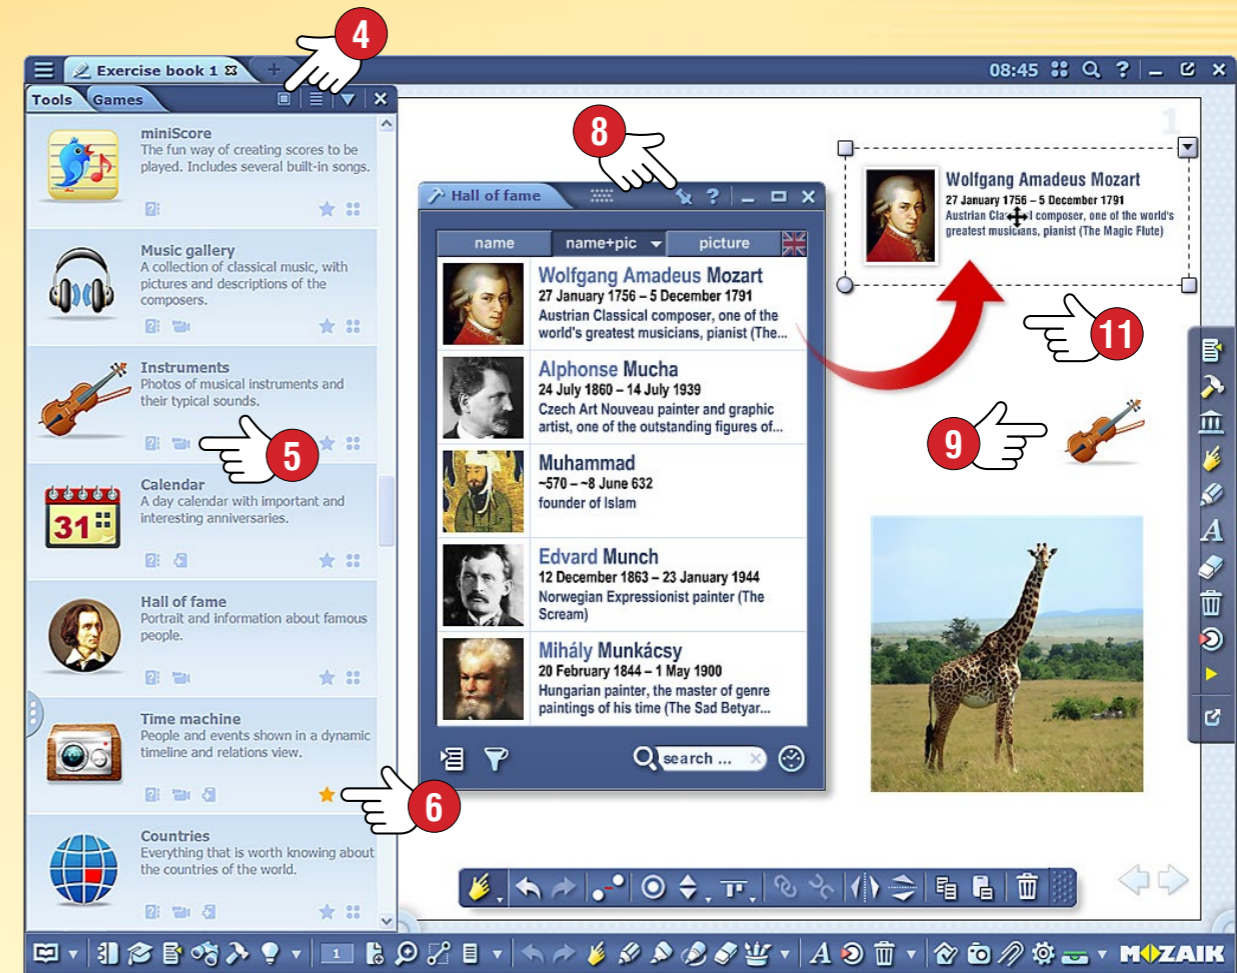 4
Exercise book 1
08:45
Tools Games
8
1
miniScore
The fun way of creating scores to be
played. Includes several built-in songs.
Music gallery
A collection of classical music, with
pictures and descriptions of the
composers.
Instruments
Photos of musical instruments and
their typical sounds.
5
Calendar
A day calendar with important and
interesting anniversaries.
31
Hall of fame
Portrait and information about famous
people.
Time machine
People and events shown in a dynamic
timeline and relations view.
6
Countries
Everything that is worth knowing about
the countries of the world.
Hall of fame
name name+pic picture
Wolfgang Amadeus Mozart
27 January 1756 – 5 December 1791
Austrian Classical composer, one of the
world's greatest musicians, pianist (The...
Alphonse Mucha
24 July 1860 – 14 July 1939
Czech Art Nouveau painter and graphic
artist, one of the outstanding figures of...
Muhammad
~570 – ~8 June 632
founder of Islam
Edvard Munch
12 December 1863 – 23 January 1944
Norwegian Expressionist painter (The
Scream)
Mihály Munkácsy
20 February 1844 – 1 May 1900
Hungarian painter, the master of genre
paintings of his time (The Sad Betyar...
search ...
Wolfgang Amadeus Mozart
27 January 1756 – 5 December 1791
Austrian composer, one of the world's
greatest musicians, pianist (The Magic Flute)
11
9
A
1
A
MOZAIK